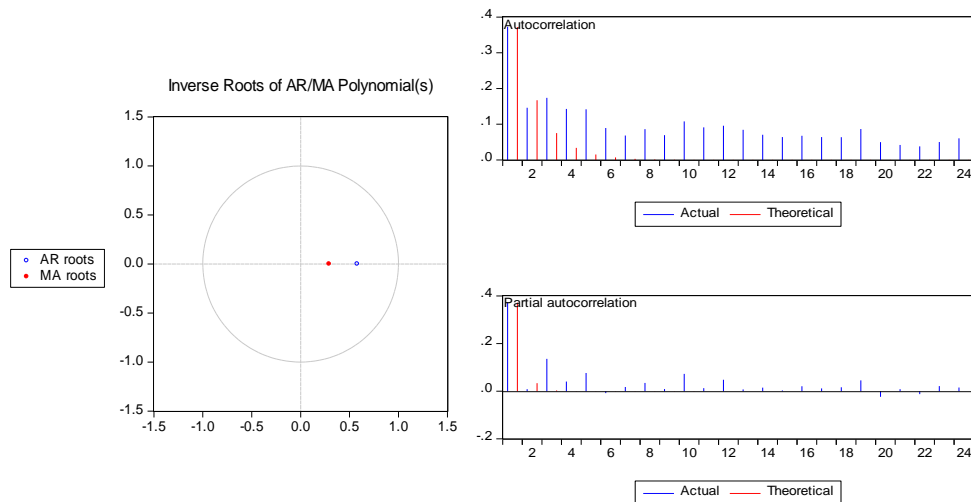 Inverse Roots of AR/MA Polynomial(s)
1.5
1.0
0.5
0.0
-0.5
-1.0
-1.5
-1.5 -1.0 -0.5 0.0 0.5 1.0 1.5
AR roots
MA roots
Autocorrelation
.4
.3
.2
.1
.0
2 4 6 8 10 12 14 16 18 20 22 24
Actual Theoretical
Partial autocorrelation
.4
.2
.0
-.2
2 4 6 8 10 12 14 16 18 20 22 24
Actual Theoretical